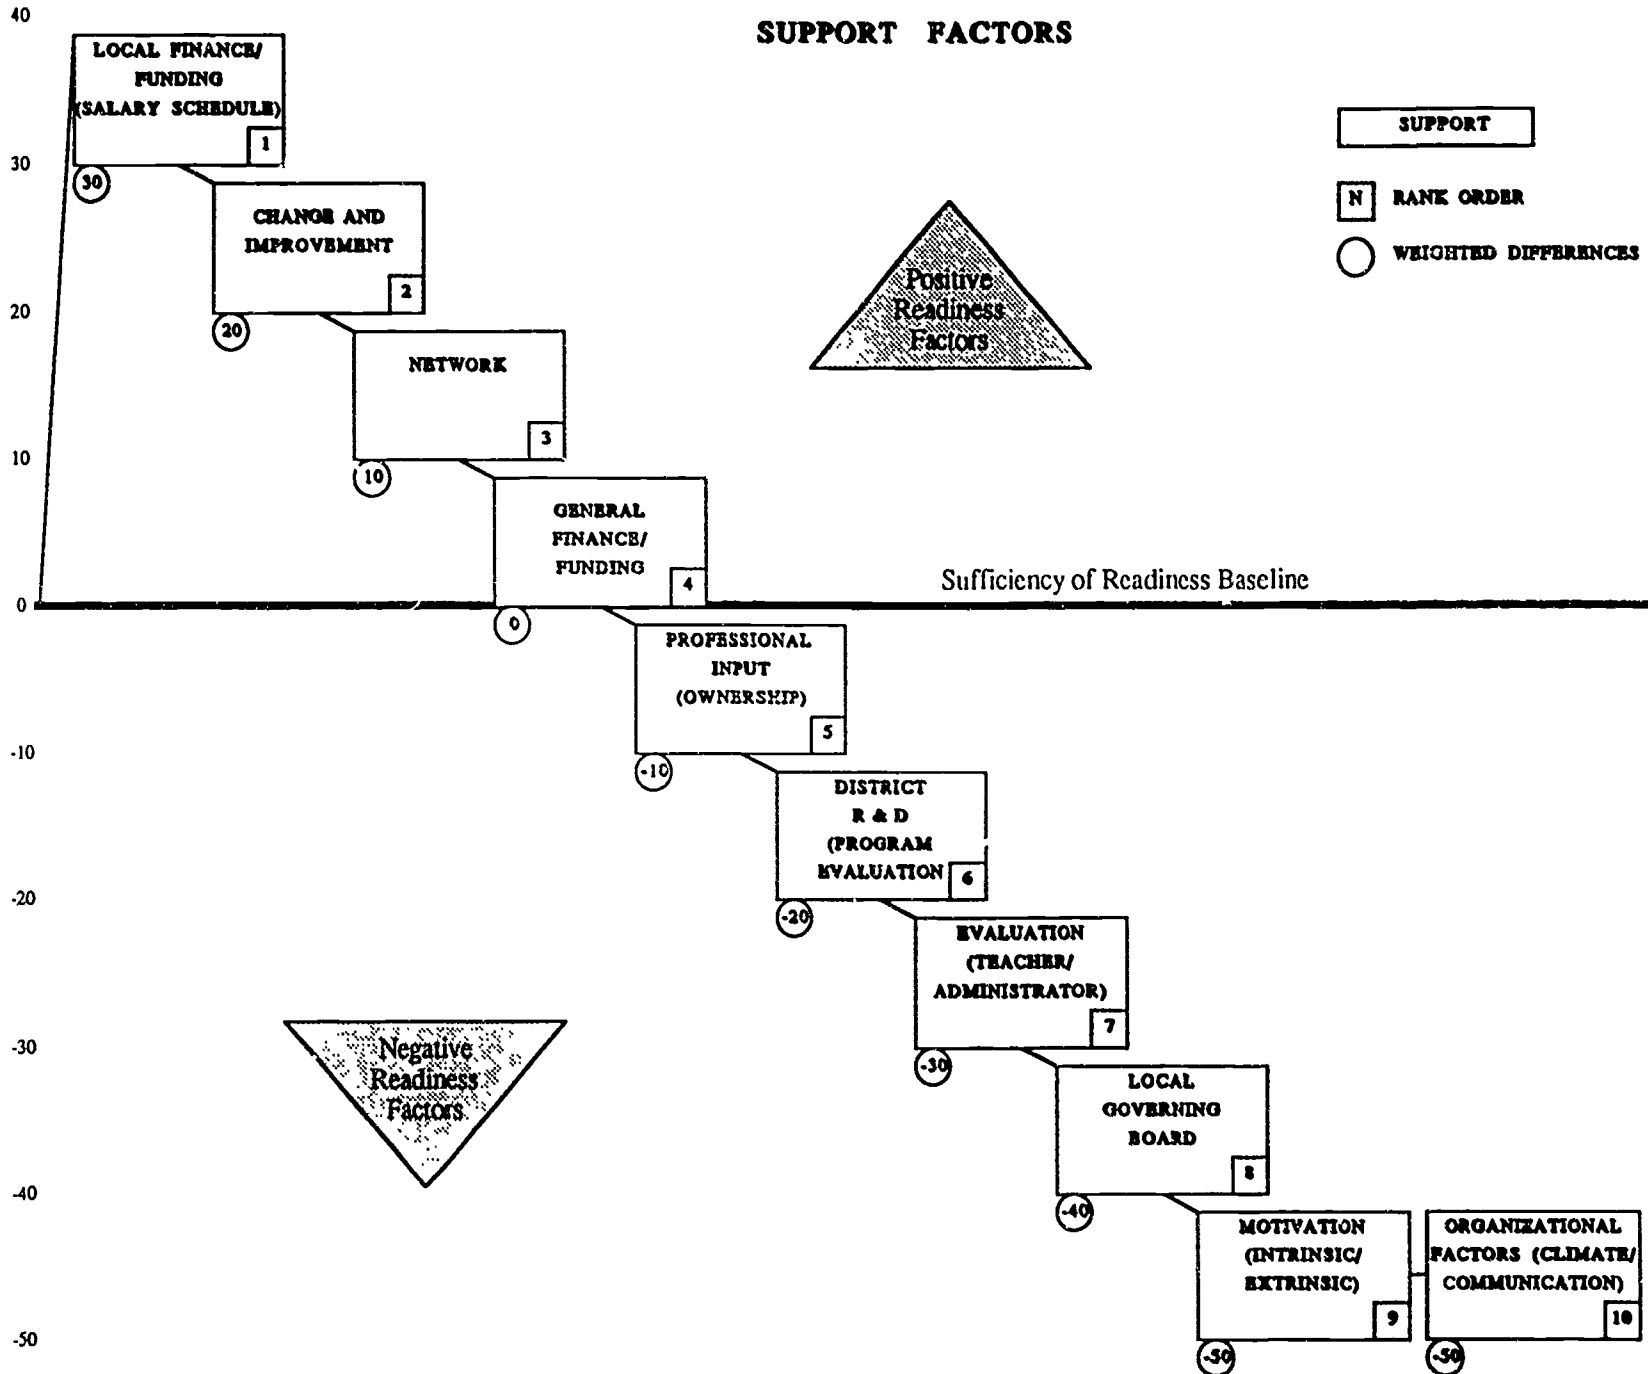 SUPPORT FACTORS
40
30
20
10
0
-10
-20
-30
-40
-50
LOCAL FINANCE/
FUNDING
(SALARY SCHEDULE)
1
30
CHANGE AND
IMPROVEMENT
2
20
NETWORK
3
10
GENERAL
FINANCE/
FUNDING
4
0
PROFESSIONAL
INPUT
(OWNERSHIP)
5
-10
DISTRICT
R & D
(PROGRAM
EVALUATION
6
-20
EVALUATION
(TEACHER/
ADMINISTRATOR)
7
-30
LOCAL
GOVERNING
BOARD
8
-40
MOTIVATION
(INTRINSIC/
EXTRINSIC)
9
-50
ORGANIZATIONAL
FACTORS (CLIMATE/
COMMUNICATION)
10
-50
SUPPORT
N RANK ORDER
WEIGHTED DIFFERENCES
Positive
Readiness
Factors
Sufficiency of Readiness Baseline
Negative
Readiness
Factors